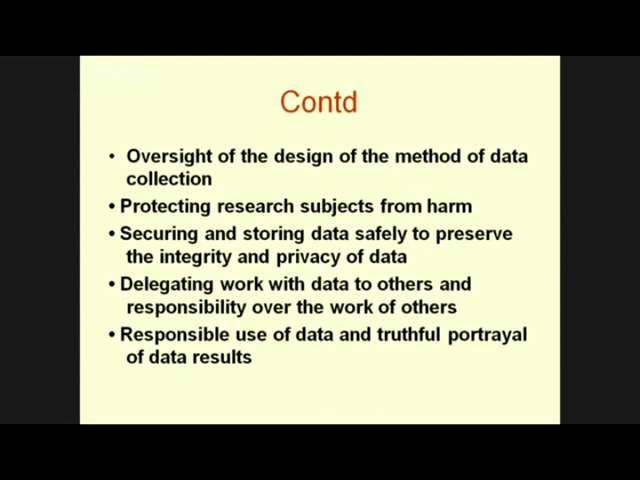 Contd
• Oversight of the design of the method of data
collection
• Protecting research subjects from harm
• Securing and storing data safely to preserve
the integrity and privacy of data
• Delegating work with data to others and
responsibility over the work of others
• Responsible use of data and truthful portrayal
of data results